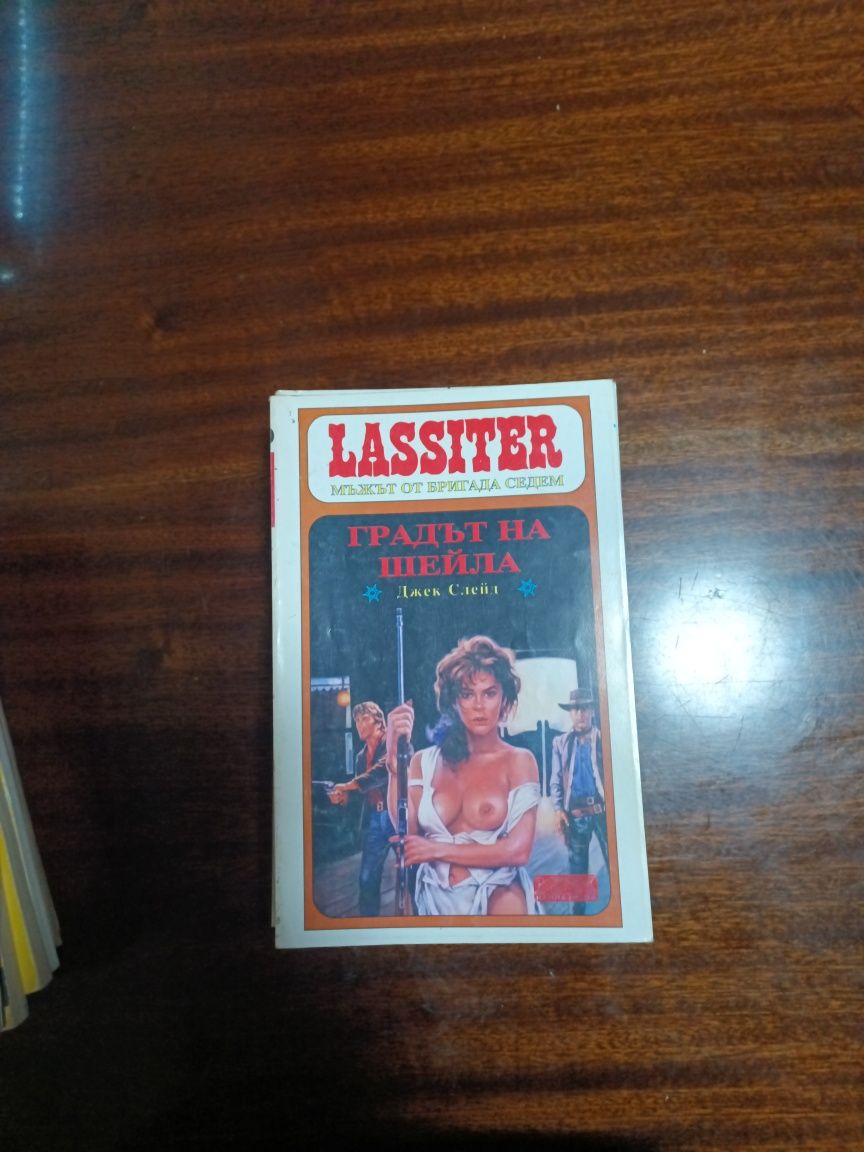 LASSITER
МЪЖЪТ ОТ БРИГАДА СЕДЕМ
ГРАДЪТ НА
ШЕЙЛА
Джек Слейд